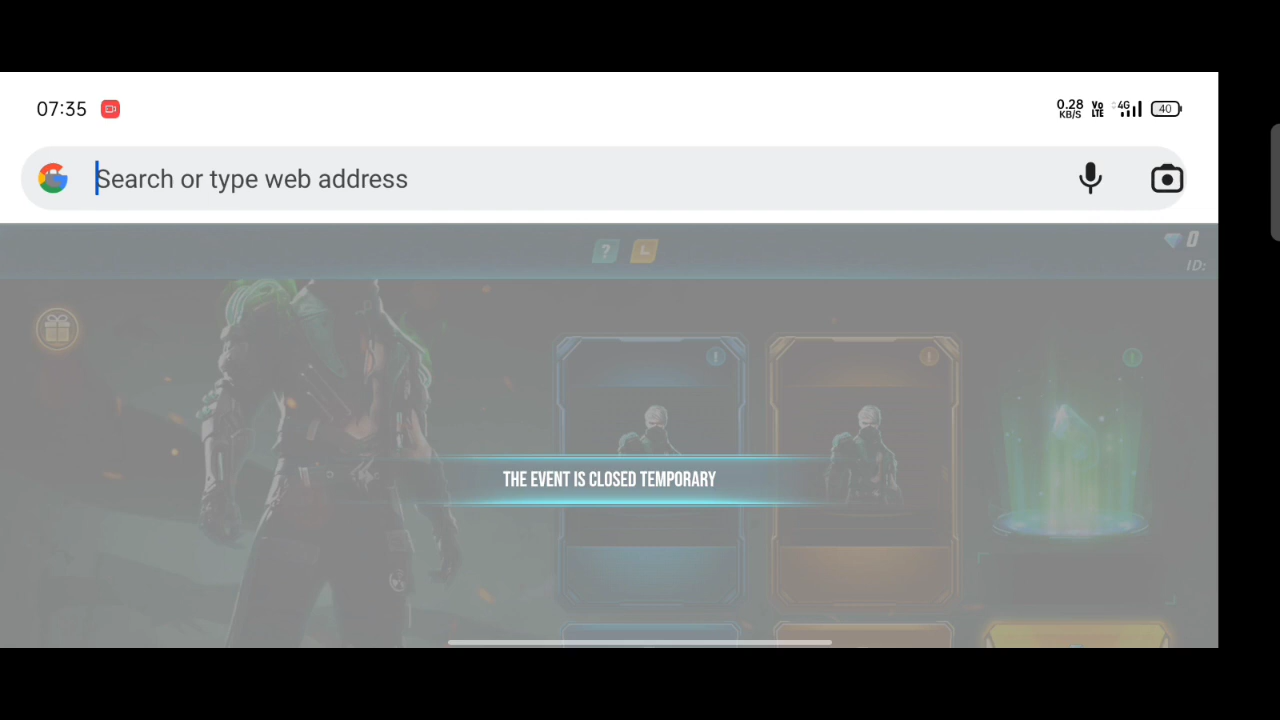 07:35
0.28 KB/S Vo LTE 4G 40
Search or type web address
? L 0
ID:
THE EVENT IS CLOSED TEMPORARY